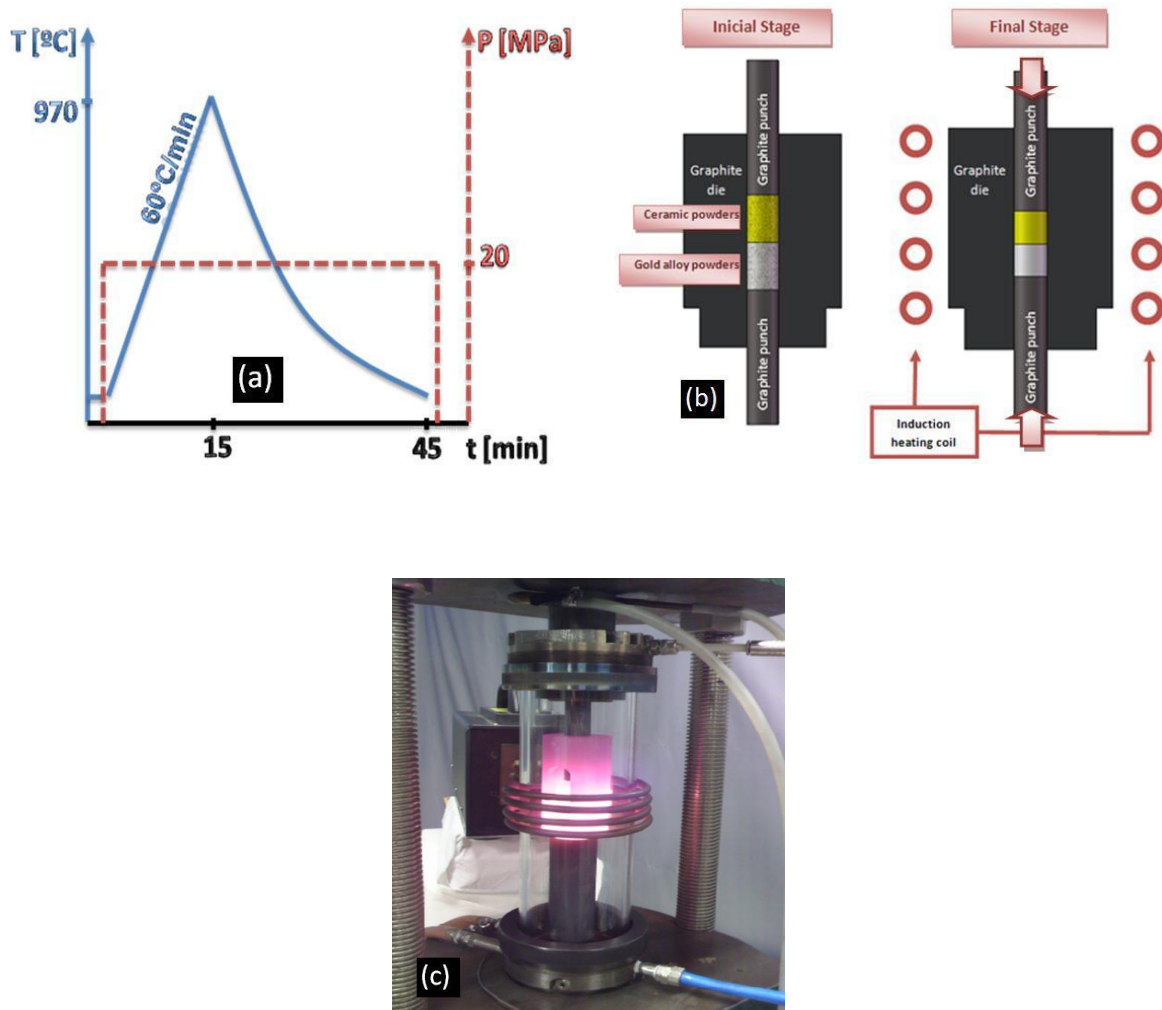 T [ºC]
P [MPa]
970
60ºC/min
20
(a)
15
45
t [min]
Inicial Stage
Graphite punch
Graphite
die
Ceramic powders
Gold alloy powders
Graphite punch
(b)
Final Stage
Graphite punch
Graphite
die
Graphite punch
Induction
heating coil
(c)